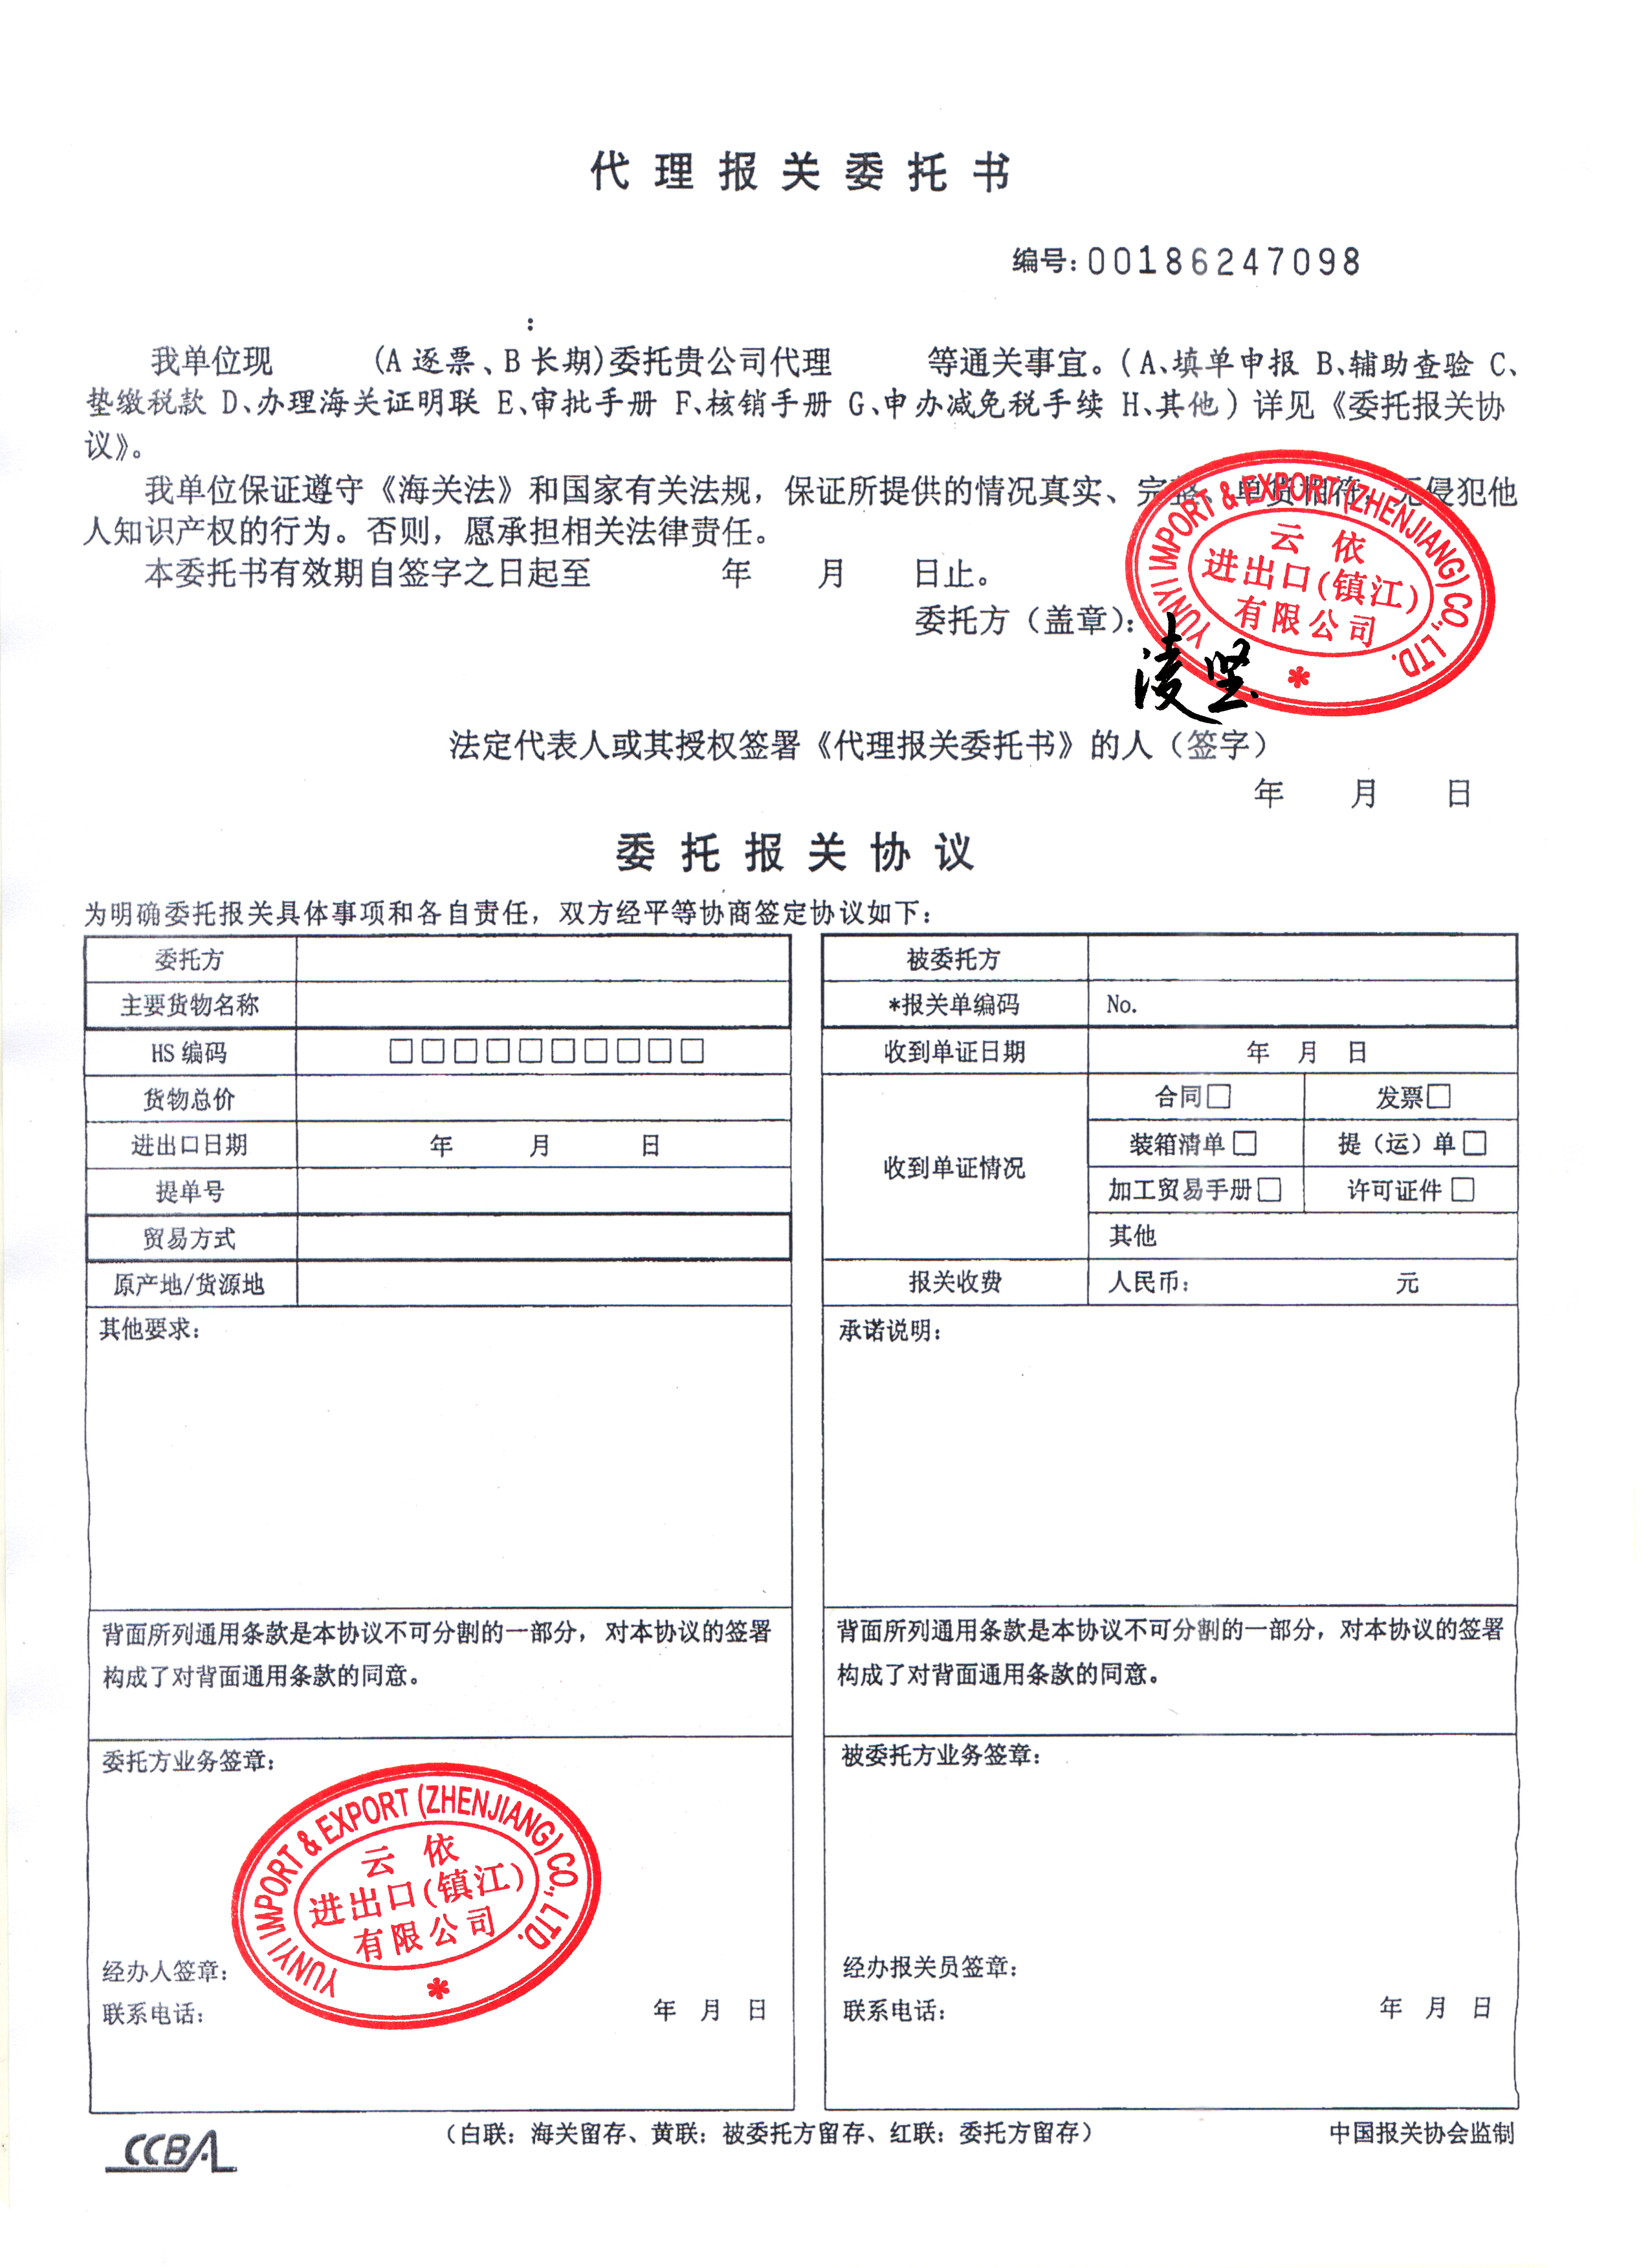 代理报关委托书
编号:00186247098
:
我单位现 (A 逐票、B 长期)委托贵公司代理 等通关事宜。(A、填单申报 B、辅助查验 C、
垫缴税款 D、办理海关证明联 E、审批手册 F、核销手册 G、申办减免税手续 H、其他)详见《委托报关协
议》。
我单位保证遵守《海关法》和国家有关法规,保证所提供的情况真实、完整、单货相符,无侵犯他
人知识产权的行为。否则,愿承担相关法律责任。
本委托书有效期自签字之日起至 年 月 日止。
委托方(盖章):
YUNYI IMPORT & EXPORT (ZHENJIANG) CO., LTD.
云依
进出口(镇江)
有限公司
凌坚
法定代表人或其授权签署《代理报关委托书》的人(签字)
年 月 日
委托报关协议
为明确委托报关具体事项和各自责任,双方经平等协商签定协议如下:
委托方
主要货物名称
HS 编码 □□□□□□□□□□
货物总价
进出口日期 年 月 日
提单号
贸易方式
原产地/货源地
其他要求:
背面所列通用条款是本协议不可分割的一部分,对本协议的签署
构成了对背面通用条款的同意。
委托方业务签章:
YUNYI IMPORT & EXPORT (ZHENJIANG) CO., LTD.
云依
进出口(镇江)
有限公司
经办人签章:
联系电话: 年 月 日
被委托方
*报关单编码 No.
收到单证日期 年 月 日
收到单证情况
合同□ 发票□
装箱清单□ 提(运)单□
加工贸易手册□ 许可证件□
其他
报关收费 人民币: 元
承诺说明:
背面所列通用条款是本协议不可分割的一部分,对本协议的签署
构成了对背面通用条款的同意。
被委托方业务签章:
经办报关员签章:
联系电话: 年 月 日
CCBA
(白联:海关留存、黄联:被委托方留存、红联:委托方留存)
中国报关协会监制